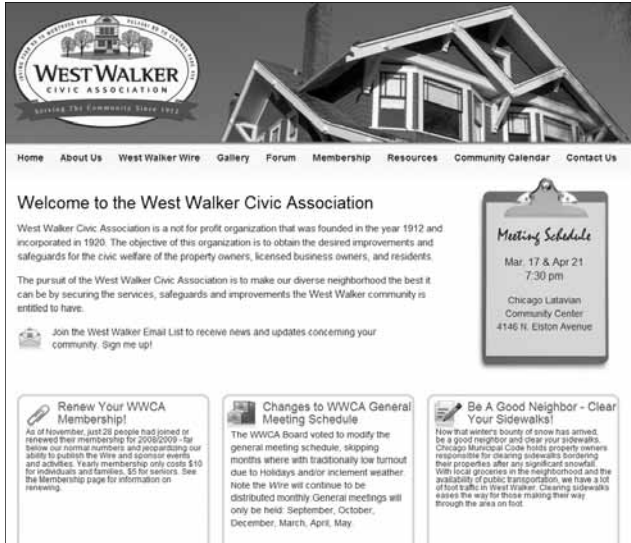 WEST WALKER
CIVIC ASSOCIATION
Serving The Community Since 1912
Home About Us West Walker Wire Gallery Forum Membership Resources Community Calendar Contact Us
Welcome to the West Walker Civic Association
West Walker Civic Association is a not for profit organization that was founded in the year 1912 and
incorporated in 1920. The objective of this organization is to obtain the desired improvements and
safeguards for the civic welfare of the property owners, licensed business owners, and residents.
The pursuit of the West Walker Civic Association is to make our diverse neighborhood the best it
can be by securing the services, safeguards and improvements the West Walker community is
entitled to have.
Join the West Walker Email List to receive news and updates concerning your
community. Sign me up!
Meeting Schedule
Mar. 17 & Apr 21
7:30 pm
Chicago Latavian
Community Center
4146 N. Elston Avenue
Renew Your WWCA
Membership!
As of November, just 28 people had joined or
renewed their membership for 2008/2009 - far
below our normal numbers and jeopardizing our
ability to publish the Wire and sponsor events
and activities. Yearly membership only costs $10
for individuals and families, $5 for seniors. See
the Membership page for information on
renewing.
Changes to WWCA General
Meeting Schedule
The WWCA Board voted to modify the
general meeting schedule, skipping
months where with traditionally low turnout
due to Holidays and/or inclement weather.
Note the Wire will continue to be
distributed monthly General meetings will
only be held: September, October,
December, March, April, May.
Be A Good Neighbor - Clear
Your Sidewalks!
Now that winter's bounty of snow has arrived,
be a good neighbor and clear your sidewalks.
Chicago Municipal Code holds property owners
responsible for clearing sidewalks bordering
their properties after any significant snowfall.
With local groceries in the neighborhood and the
availability of public transportation, we have a lot
of foot traffic in West Walker. Clearing sidewalks
eases the way for those making their way
through the area on foot.